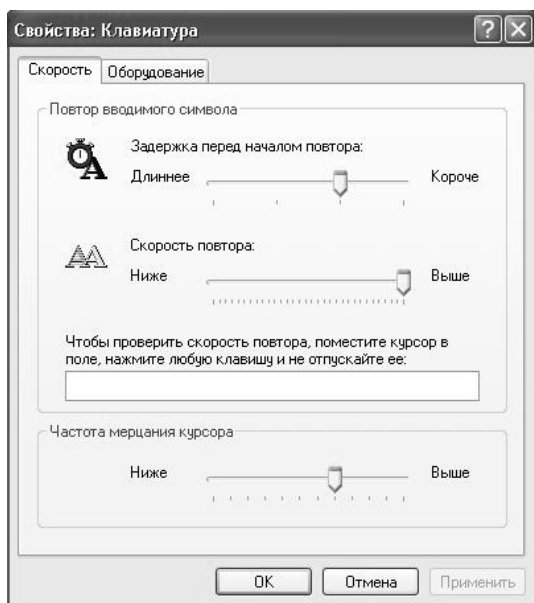 Свойства: Клавиатура
Скорость Оборудование
Повтор вводимого символа
Задержка перед началом повтора:
Длиннее Короче
Скорость повтора:
Ниже Выше
Чтобы проверить скорость повтора, поместите курсор в
поле, нажмите любую клавишу и не отпускайте ее:
Частота мерцания курсора
Ниже Выше
OK Отмена Применить